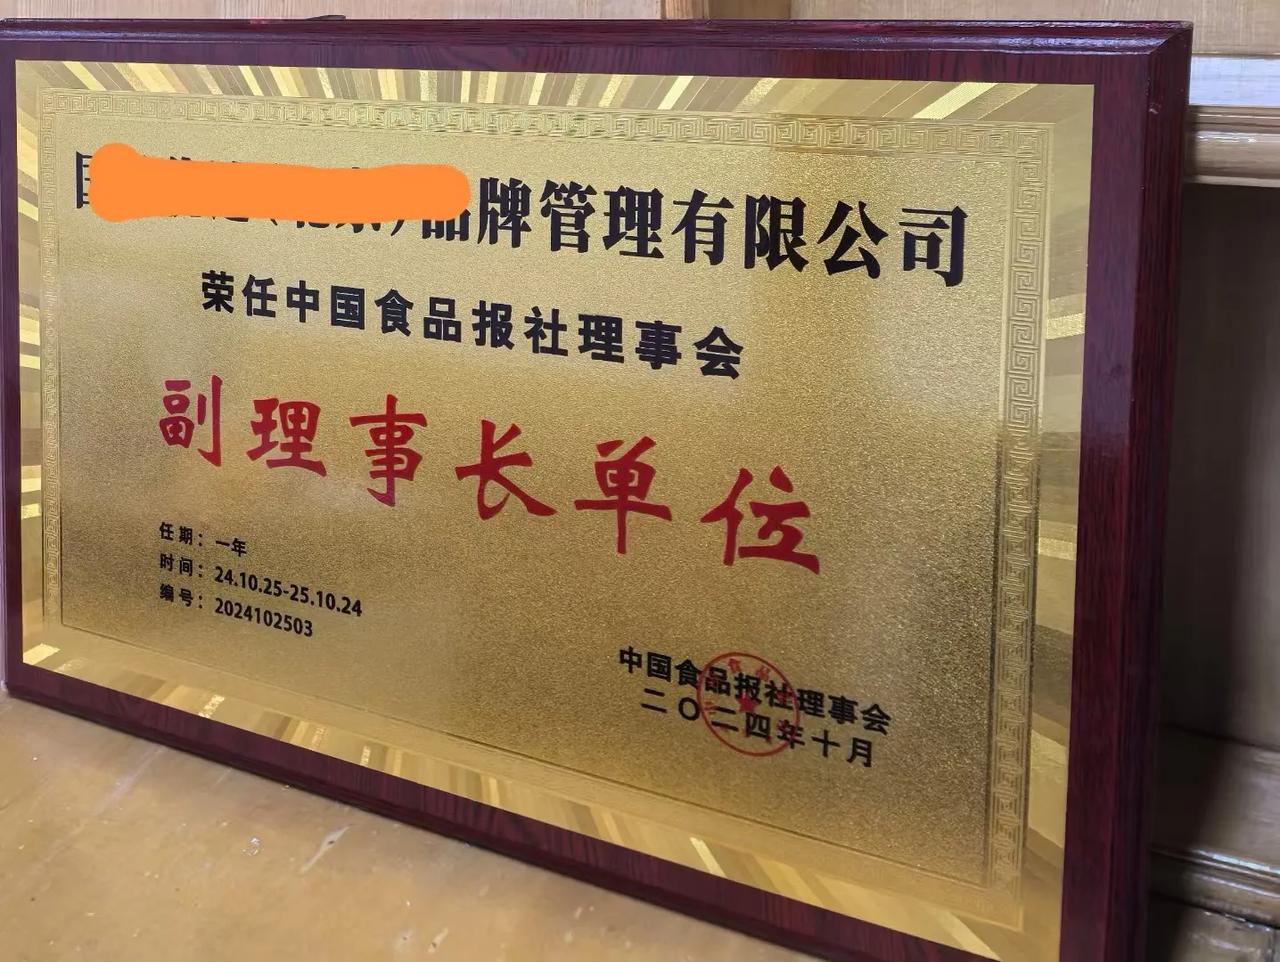 品牌管理有限公司
荣任中国食品报社理事会
副理事长单位
任期：一年
时间：24.10.25-25.10.24
编号：2024102503
中国食品报社理事会
二〇二四年十月